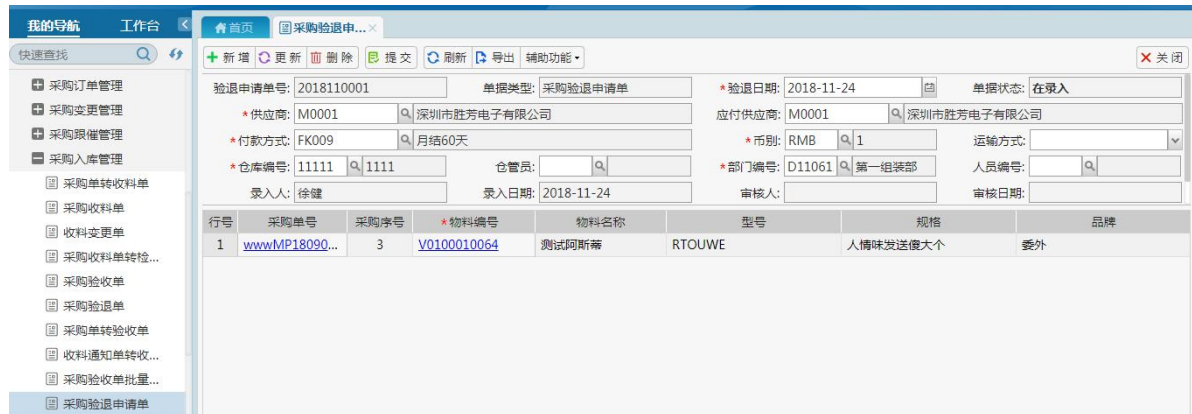 我的导航 工作台
首页 采购验退申...
快速查找
新增 更新 删除 提交 刷新 导出 辅助功能 关闭
采购订单管理
采购变更管理
采购跟催管理
采购入库管理
采购单转收料单
采购收料单
收料变更单
采购收料单转检...
采购验收单
采购验退单
采购单转验收单
收料通知单转收...
采购验收单批量...
采购验退申请单
验退申请单号: 2018110001 单据类型: 采购验退申请单 *验退日期: 2018-11-24 单据状态: 在录入
*供应商: M0001 深圳市胜芳电子有限公司 应付供应商: M0001 深圳市胜芳电子有限公司
*付款方式: FK009 月结60天 *币别: RMB 1 运输方式:
*仓库编号: 11111 1111 仓管员: *部门编号: D11061 第一组装部 人员编号:
录入人: 徐健 录入日期: 2018-11-24 审核人: 审核日期:
行号 采购单号 采购序号 *物料编号 物料名称 型号 规格 品牌
1 wwwMP18090... 3 V0100010064 测试阿斯蒂 RTOUWE 人情味发送傻大个 委外